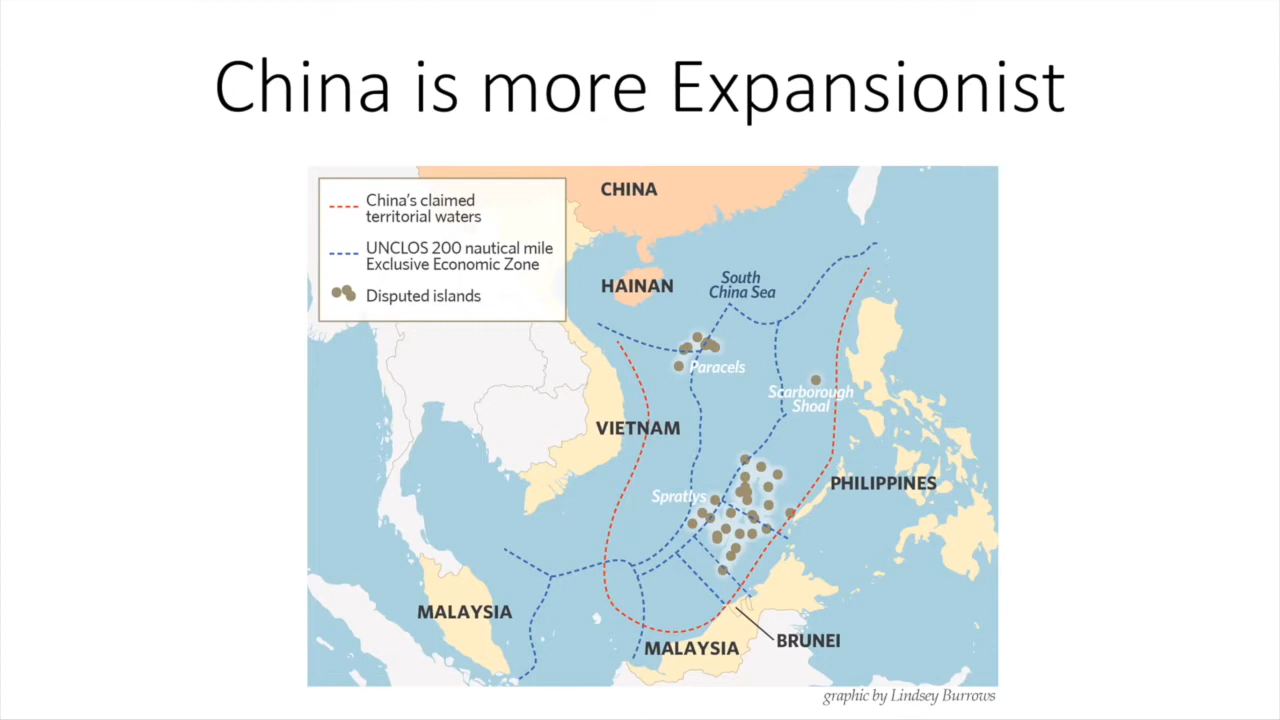 China is more Expansionist
China's claimed
territorial waters
UNCLOS 200 nautical mile
Exclusive Economic Zone
Disputed islands
CHINA
HAINAN
South
China Sea
Paracels
Scarborough
Shoal
VIETNAM
Spratlys
PHILIPPINES
MALAYSIA
MALAYSIA
BRUNEI
graphic by Lindsey Burrows